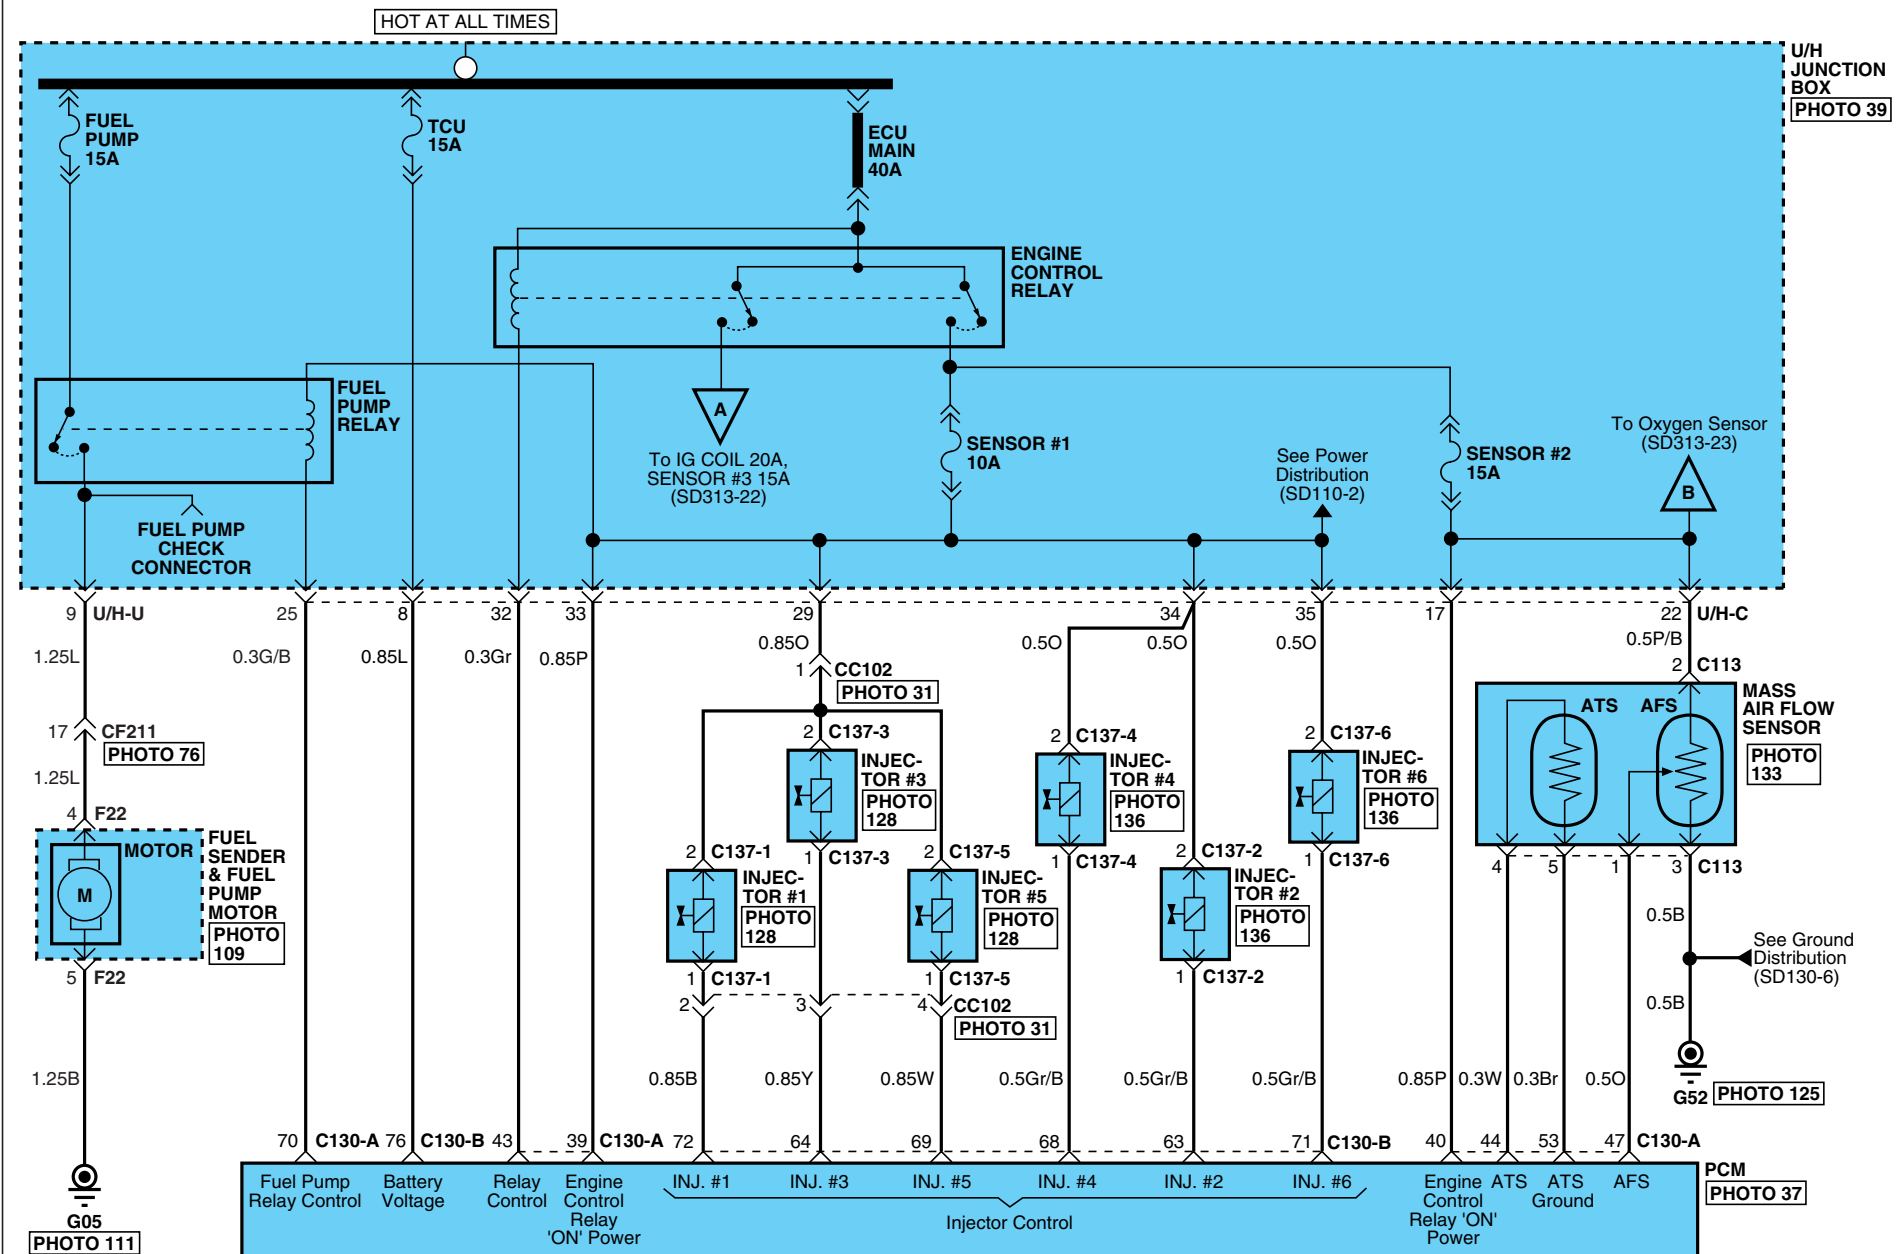 HOT AT ALL TIMES
U/H
JUNCTION
BOX
PHOTO 39
FUEL
PUMP
15A
TCU
15A
ECU
MAIN
40A
ENGINE
CONTROL
RELAY
FUEL
PUMP
RELAY
A
To IG COIL 20A,
SENSOR #3 15A
(SD313-22)
SENSOR #1
10A
See Power
Distribution
(SD110-2)
SENSOR #2
15A
To Oxygen Sensor
(SD313-23)
B
FUEL PUMP
CHECK
CONNECTOR
9 U/H-U 25 8 32 33 29 34 35 17 22 U/H-C
1.25L 0.3G/B 0.85L 0.3Gr 0.85P 0.85O 0.5O 0.5O 0.5O 0.5P/B
1 CC102
PHOTO 31
2 C113
17 CF211
PHOTO 76
1.25L
4 F22
MOTOR
M
FUEL
SENDER
& FUEL
PUMP
MOTOR
PHOTO
109
5 F22
1.25B
G05
PHOTO 111
2 C137-3
INJEC-
TOR #3
PHOTO
128
1 C137-3
2 C137-4
INJEC-
TOR #4
PHOTO
136
1 C137-4
2 C137-6
INJEC-
TOR #6
PHOTO
136
1 C137-6
ATS AFS
MASS
AIR FLOW
SENSOR
PHOTO
133
4 5 1 3 C113
2 C137-1
INJEC-
TOR #1
PHOTO
128
1 C137-1
2 C137-5
INJEC-
TOR #5
PHOTO
128
1 C137-5
2 C137-2
INJEC-
TOR #2
PHOTO
136
1 C137-2
2 3 4 CC102
PHOTO 31
0.5B
See Ground
Distribution
(SD130-6)
0.5B
G52 PHOTO 125
0.85B 0.85Y 0.85W 0.5Gr/B 0.5Gr/B 0.5Gr/B 0.85P 0.3W 0.3Br 0.5O
70 C130-A 76 C130-B 43 39 C130-A 72 64 69 68 63 71 C130-B 40 44 53 47 C130-A
PCM
PHOTO 37
Fuel Pump
Relay Control
Battery
Voltage
Relay
Control
Engine
Control
Relay
'ON' Power
INJ. #1 INJ. #3 INJ. #5 INJ. #4 INJ. #2 INJ. #6
Injector Control
Engine
Control
Relay 'ON'
Power
ATS
ATS
Ground
AFS